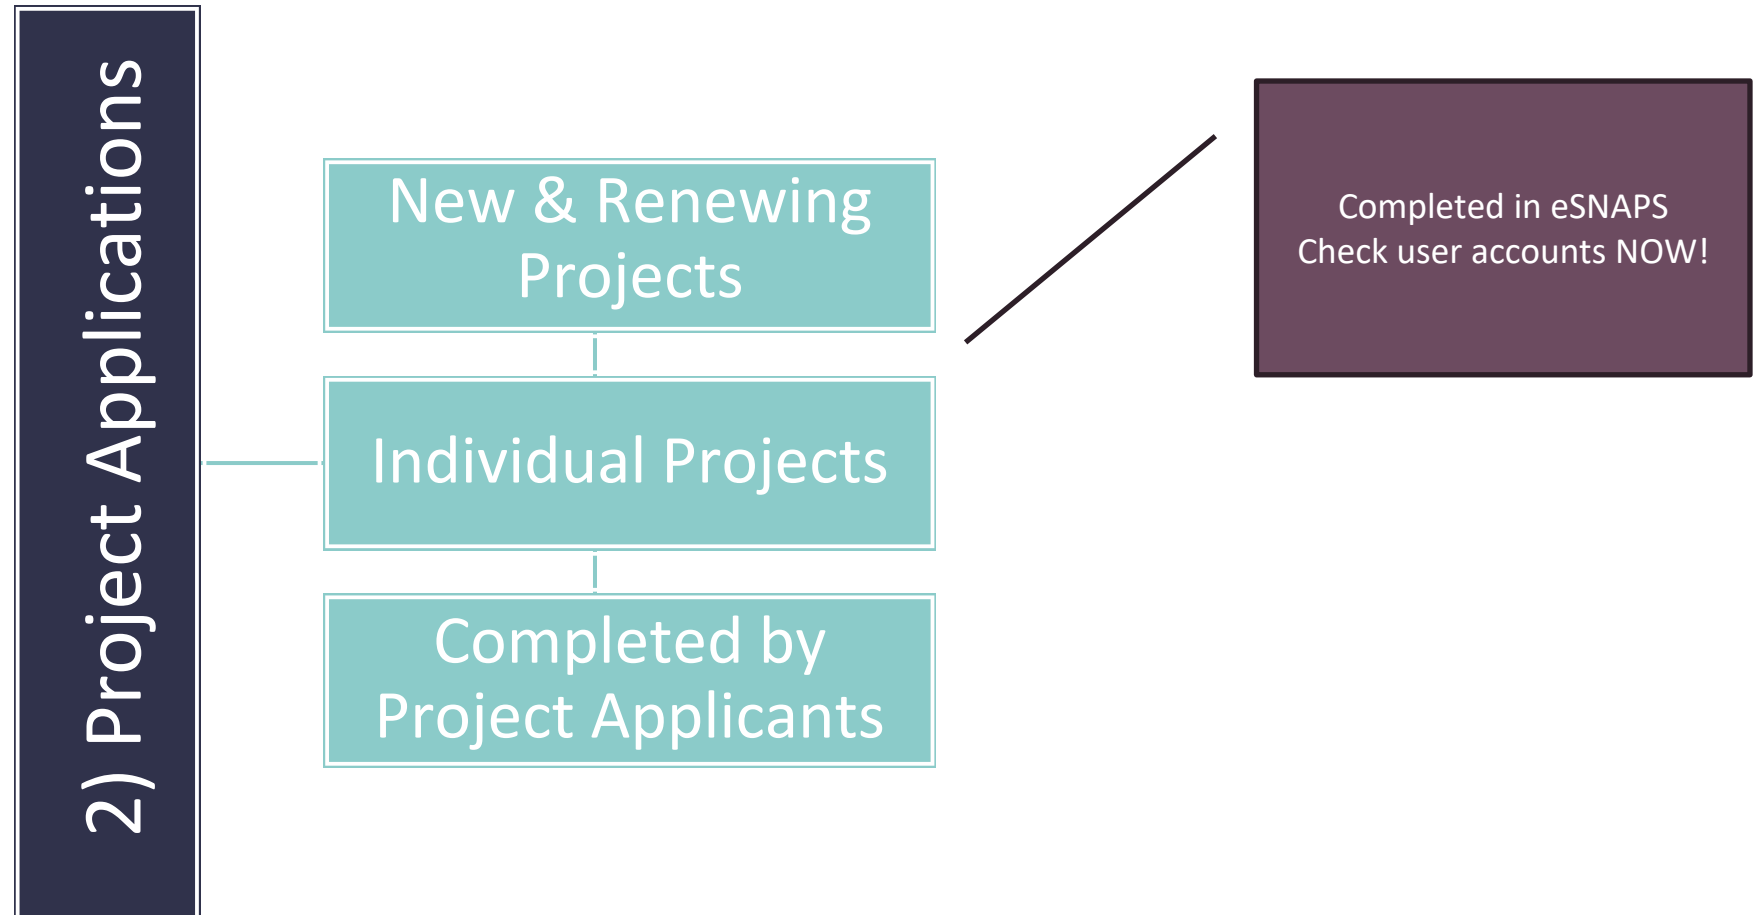 2) Project Applications
New & Renewing
Projects
Individual Projects
Completed by
Project Applicants
Completed in eSNAPS
Check user accounts NOW!